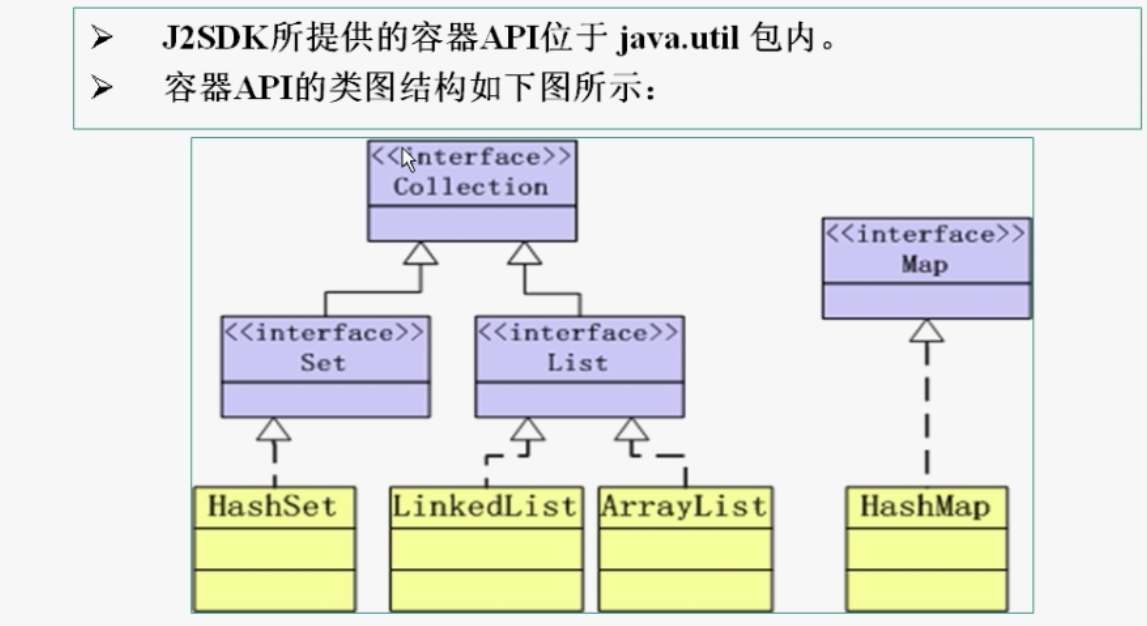 J2SDK所提供的容器API位于 java.util 包内。
容器API的类图结构如下图所示：
<<interface>>
Collection
<<interface>>
Map
<<interface>>
Set
<<interface>>
List
HashSet
LinkedList
ArrayList
HashMap